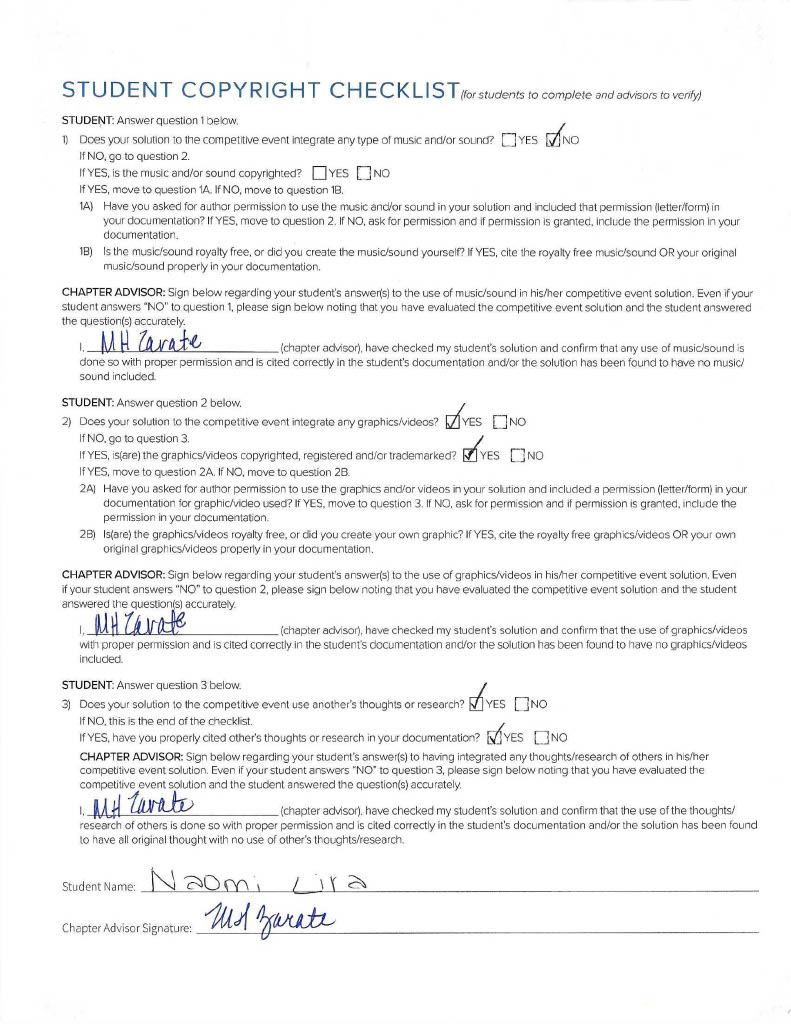 STUDENT COPYRIGHT CHECKLIST (for students to complete and advisors to verify)
STUDENT: Answer question 1 below.
1) Does your solution to the competitive event integrate any type of music and/or sound? YES NO
If NO, go to question 2.
If YES, is the music and/or sound copyrighted? YES NO
If YES, move to question 1A. If NO, move to question 1B.
1A) Have you asked for author permission to use the music and/or sound in your solution and included that permission (letter/form) in
your documentation? If YES, move to question 2. If NO, ask for permission and if permission is granted, include the permission in your
documentation.
1B) Is the music/sound royalty free, or did you create the music/sound yourself? If YES, cite the royalty free music/sound OR your original
music/sound properly in your documentation.
CHAPTER ADVISOR: Sign below regarding your student's answer(s) to the use of music/sound in his/her competitive event solution. Even if your
student answers "NO" to question 1, please sign below noting that you have evaluated the competitive event solution and the student answered
the question(s) accurately.
I, MH Zarate (chapter advisor), have checked my student's solution and confirm that any use of music/sound is
done so with proper permission and is cited correctly in the student's documentation and/or the solution has been found to have no music/
sound included.
STUDENT: Answer question 2 below.
2) Does your solution to the competitive event integrate any graphics/videos? YES NO
If NO, go to question 3.
If YES, is(are) the graphics/videos copyrighted, registered and/or trademarked? YES NO
If YES, move to question 2A. If NO, move to question 2B.
2A) Have you asked for author permission to use the graphics and/or videos in your solution and included a permission (letter/form) in your
documentation for graphic/video used? If YES, move to question 3. If NO, ask for permission and if permission is granted, include the
permission in your documentation.
2B) Is(are) the graphics/videos royalty free, or did you create your own graphic? If YES, cite the royalty free graphics/videos OR your own
original graphics/videos properly in your documentation.
CHAPTER ADVISOR: Sign below regarding your student's answer(s) to the use of graphics/videos in his/her competitive event solution. Even
if your student answers "NO" to question 2, please sign below noting that you have evaluated the competitive event solution and the student
answered the question(s) accurately.
I, MH Zarate (chapter advisor), have checked my student's solution and confirm that the use of graphics/videos
with proper permission and is cited correctly in the student's documentation and/or the solution has been found to have no graphics/videos
included.
STUDENT: Answer question 3 below.
3) Does your solution to the competitive event use another's thoughts or research? YES NO
If NO, this is the end of the checklist.
If YES, have you properly cited other's thoughts or research in your documentation? YES NO
CHAPTER ADVISOR: Sign below regarding your student's answer(s) to having integrated any thoughts/research of others in his/her
competitive event solution. Even if your student answers "NO" to question 3, please sign below noting that you have evaluated the
competitive event solution and the student answered the question(s) accurately.
I, MH Zarate (chapter advisor), have checked my student's solution and confirm that the use of the thoughts/
research of others is done so with proper permission and is cited correctly in the student's documentation and/or the solution has been found
to have all original thought with no use of other's thoughts/research.
Student Name: Naomi Lira
Chapter Advisor Signature: MH Zarate